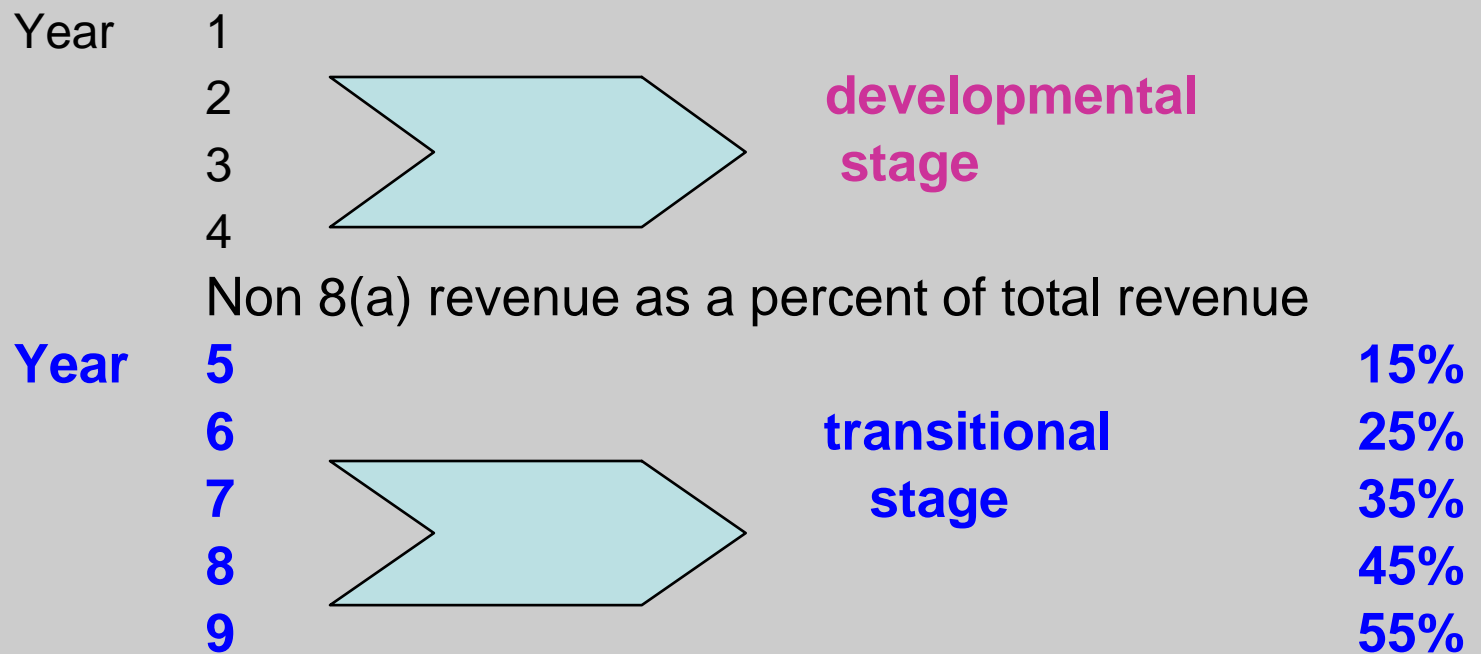 Year 1
2 developmental
3 stage
4
Non 8(a) revenue as a percent of total revenue
Year 5 15%
6 transitional 25%
7 stage 35%
8 45%
9 55%